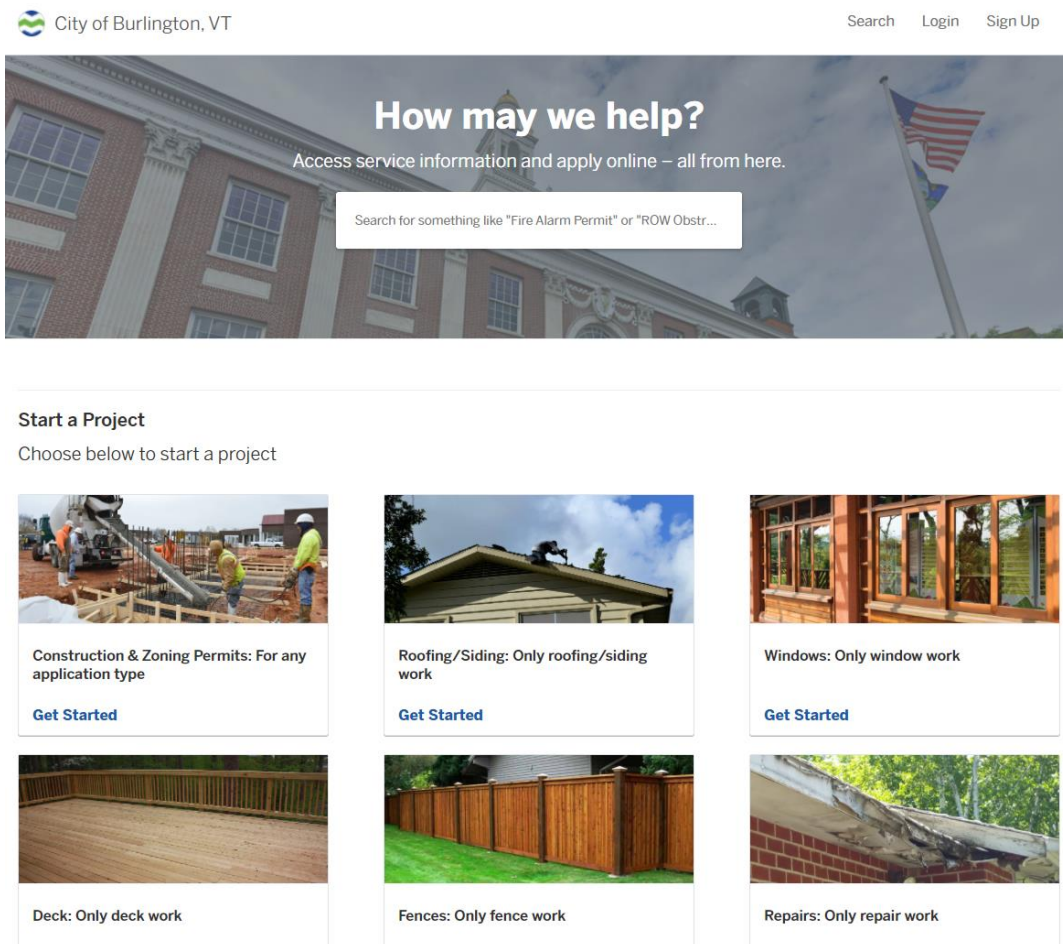 City of Burlington, VT
Search Login Sign Up
How may we help?
Access service information and apply online – all from here.
Search for something like "Fire Alarm Permit" or "ROW Obstr...
Start a Project
Choose below to start a project
Construction & Zoning Permits: For any
application type
Get Started
Roofing/Siding: Only roofing/siding
work
Get Started
Windows: Only window work
Get Started
Deck: Only deck work
Fences: Only fence work
Repairs: Only repair work